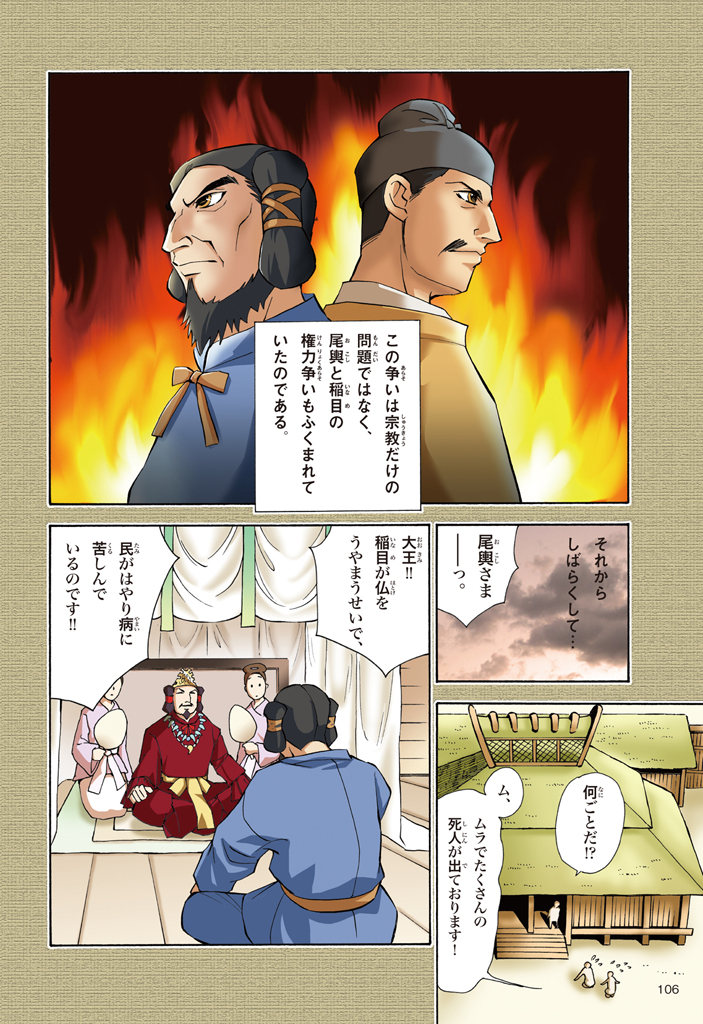 この争いは宗教だけの
問題ではなく、
尾輿と稲目の
権力争いもふくまれて
いたのである。
それから
しばらくして…
尾輿さま
――っ。
何ごとだ!?
ム、
ムラでたくさんの
死人が出ております！
大王!!
稲目が仏を
うやまうせいで、
民がはやり病に
苦しんで
いるのです!!
106